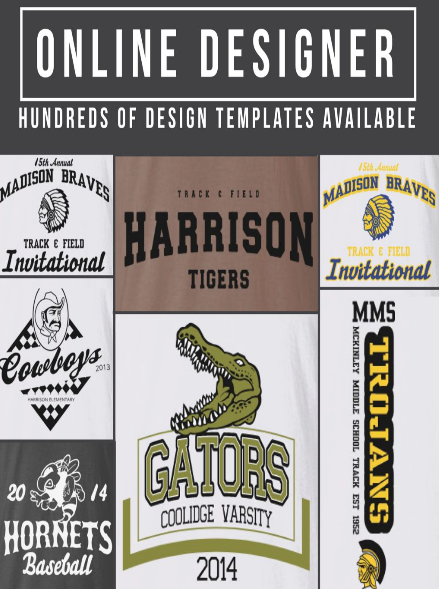 ONLINE DESIGNER
HUNDREDS OF DESIGN TEMPLATES AVAILABLE
15th Annual
MADISON BRAVES
TRACK & FIELD
Invitational
TRACK & FIELD
HARRISON
TIGERS
15th Annual
MADISON BRAVES
TRACK & FIELD
Invitational
Cowboys
2013
HARRISON ELEMENTARY
GATORS
COOLIDGE VARSITY
2014
MMS
TROJANS
MCKINLEY MIDDLE SCHOOL TRACK EST 1952
20 14
HORNETS
Baseball